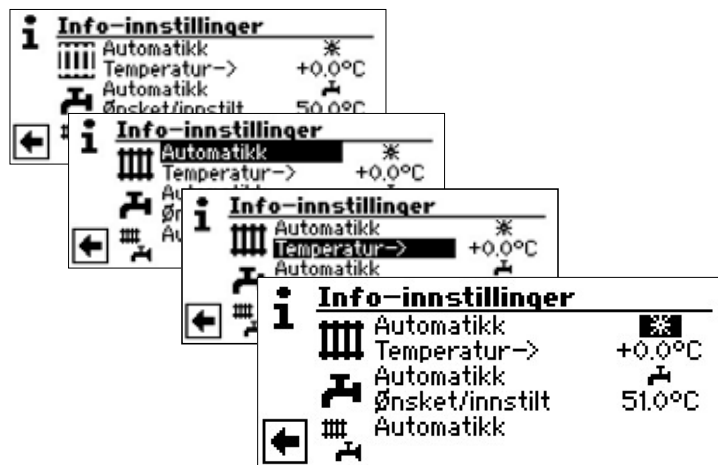 Info-innstillinger
Automatikk
Temperatur-> +0.0°C
Automatikk
Ønsket/innstilt 50.0°C
Info-innstillinger
Automatikk
Temperatur-> +0.0°C
Info-innstillinger
Automatikk
Temperatur-> +0.0°C
Automatikk
Info-innstillinger
Automatikk
Temperatur-> +0.0°C
Automatikk
Ønsket/innstilt 51.0°C
Automatikk